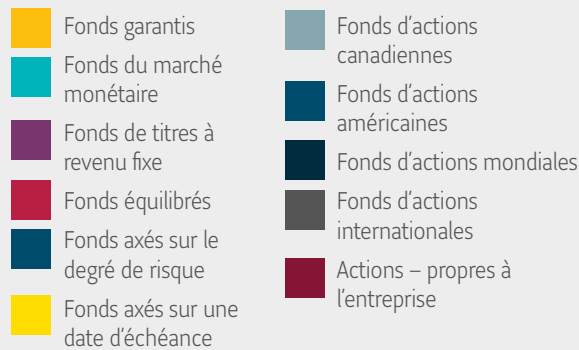 Fonds garantis
Fonds du marché
monétaire
Fonds de titres à
revenu fixe
Fonds équilibrés
Fonds axés sur le
degré de risque
Fonds axés sur une
date d'échéance
Fonds d'actions
canadiennes
Fonds d'actions
américaines
Fonds d'actions mondiales
Fonds d'actions
internationales
Actions – propres à
l'entreprise